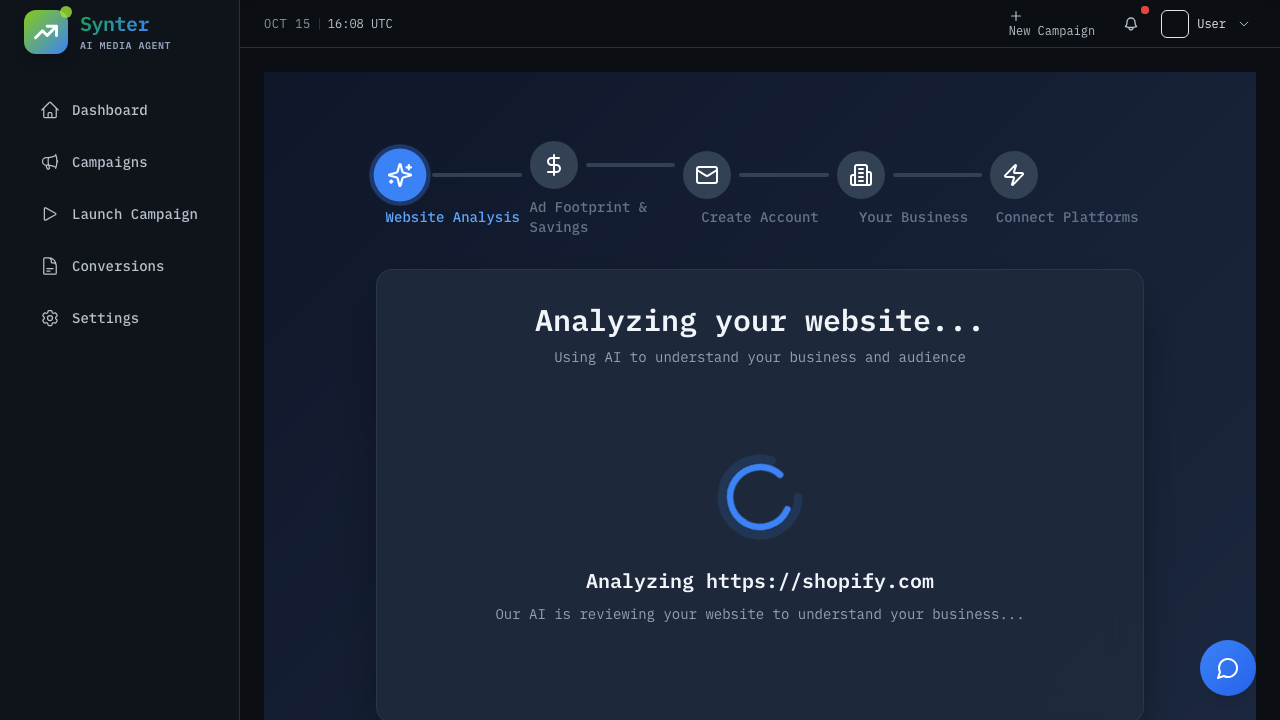 Synter
AI MEDIA AGENT
Dashboard
Campaigns
Launch Campaign
Conversions
Settings
OCT 15 16:08 UTC
New Campaign
User
Website Analysis
Ad Footprint &
Savings
Create Account
Your Business
Connect Platforms
Analyzing your website...
Using AI to understand your business and audience
Analyzing https://shopify.com
Our AI is reviewing your website to understand your business...